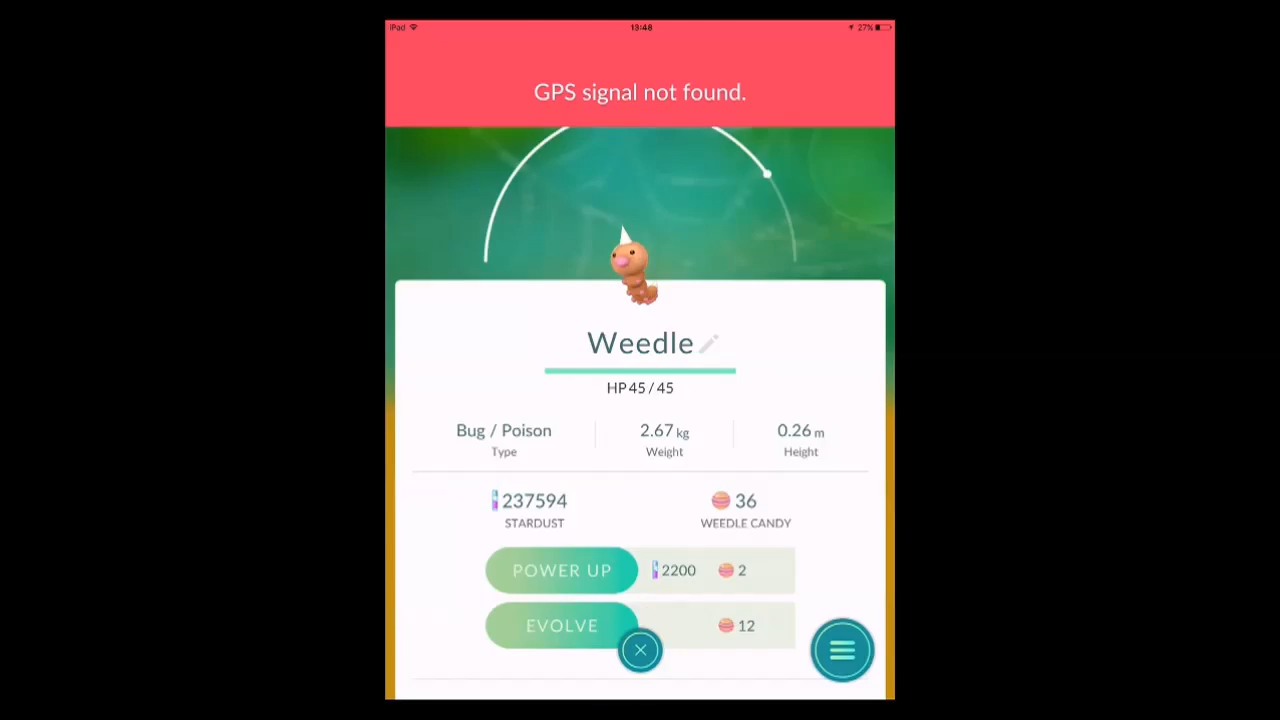 iPad 13:48 27%
GPS signal not found.
Weedle
HP 45 / 45
Bug / Poison 2.67 kg 0.26 m
Type Weight Height
237594 36
STARDUST WEEDLE CANDY
POWER UP 2200 2
EVOLVE 12